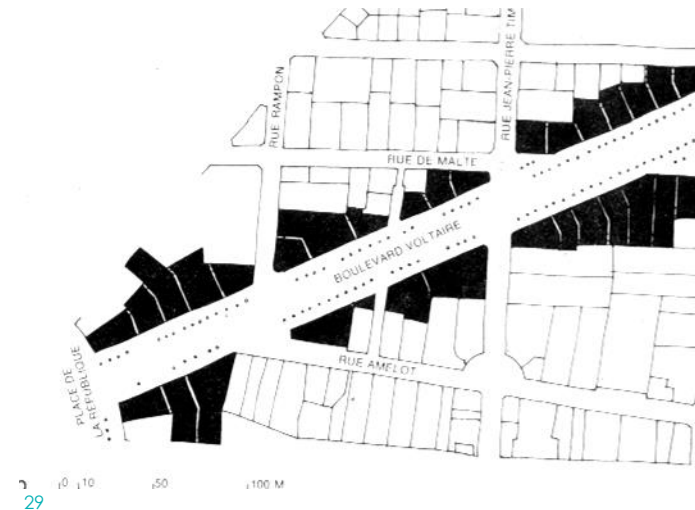 RUE RAMPON
RUE JEAN-PIERRE TIM
RUE DE MALTE
BOULEVARD VOLTAIRE
RUE AMELOT
PLACE DE
LA REPUBLIQUE
0 10 50 100 M
29